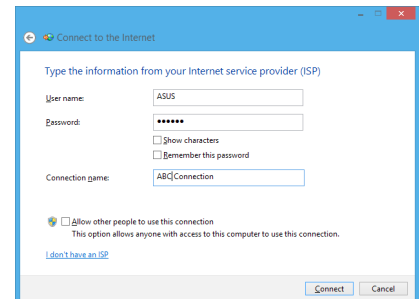 Connect to the Internet
Type the information from your Internet service provider (ISP)
User name: ASUS
Password: ••••••
Show characters
Remember this password
Connection name: ABC Connection
Allow other people to use this connection
This option allows anyone with access to this computer to use this connection.
I don't have an ISP
Connect Cancel